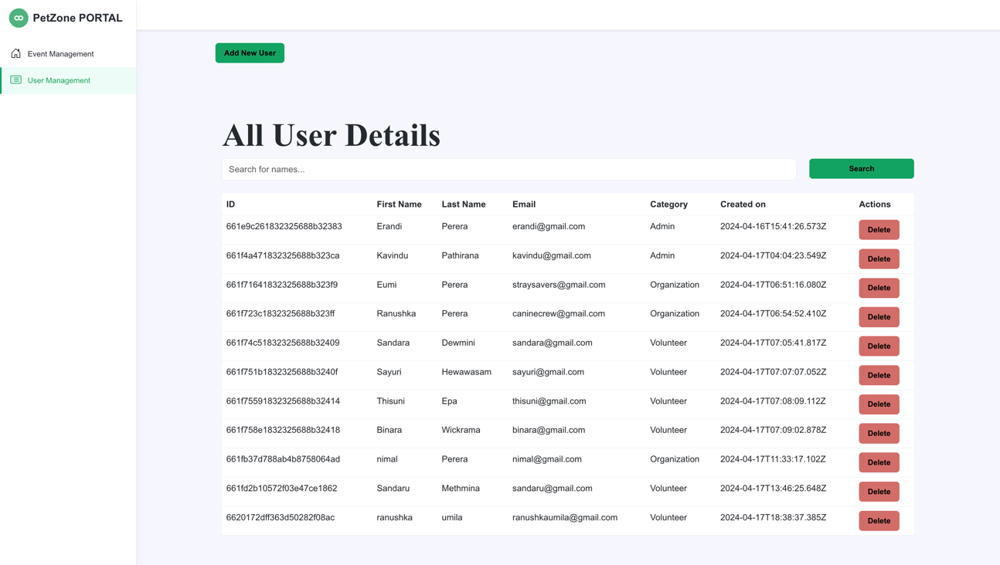 PetZone PORTAL
Event Management
User Management
Add New User
All User Details
Search for names...
Search
ID First Name Last Name Email Category Created on Actions
661e9c261832325688b32383 Erandi Perera erandi@gmail.com Admin 2024-04-16T15:41:26.573Z Delete
661f4a471832325688b323ca Kavindu Pathirana kavindu@gmail.com Admin 2024-04-17T04:04:23.549Z Delete
661f71641832325688b323f9 Eumi Perera straysavers@gmail.com Organization 2024-04-17T06:51:16.080Z Delete
661f723c1832325688b323ff Ranushka Perera caninecrew@gmail.com Organization 2024-04-17T06:54:52.410Z Delete
661f74c51832325688b32409 Sandara Dewmini sandara@gmail.com Volunteer 2024-04-17T07:05:41.817Z Delete
661f751b1832325688b3240f Sayuri Hewawasam sayuri@gmail.com Volunteer 2024-04-17T07:07:07.052Z Delete
661f75591832325688b32414 Thisuni Epa thisuni@gmail.com Volunteer 2024-04-17T07:08:09.112Z Delete
661f758e1832325688b32418 Binara Wickrama binara@gmail.com Volunteer 2024-04-17T07:09:02.878Z Delete
661fb37d788ab4b8758064ad nimal Perera nimal@gmail.com Organization 2024-04-17T11:33:17.102Z Delete
661fd2b10572f03e47ce1862 Sandaru Methmina sandaru@gmail.com Volunteer 2024-04-17T13:46:25.648Z Delete
6620172dff363d50282f08ac ranushka umila ranushkaumila@gmail.com Volunteer 2024-04-17T18:38:37.385Z Delete